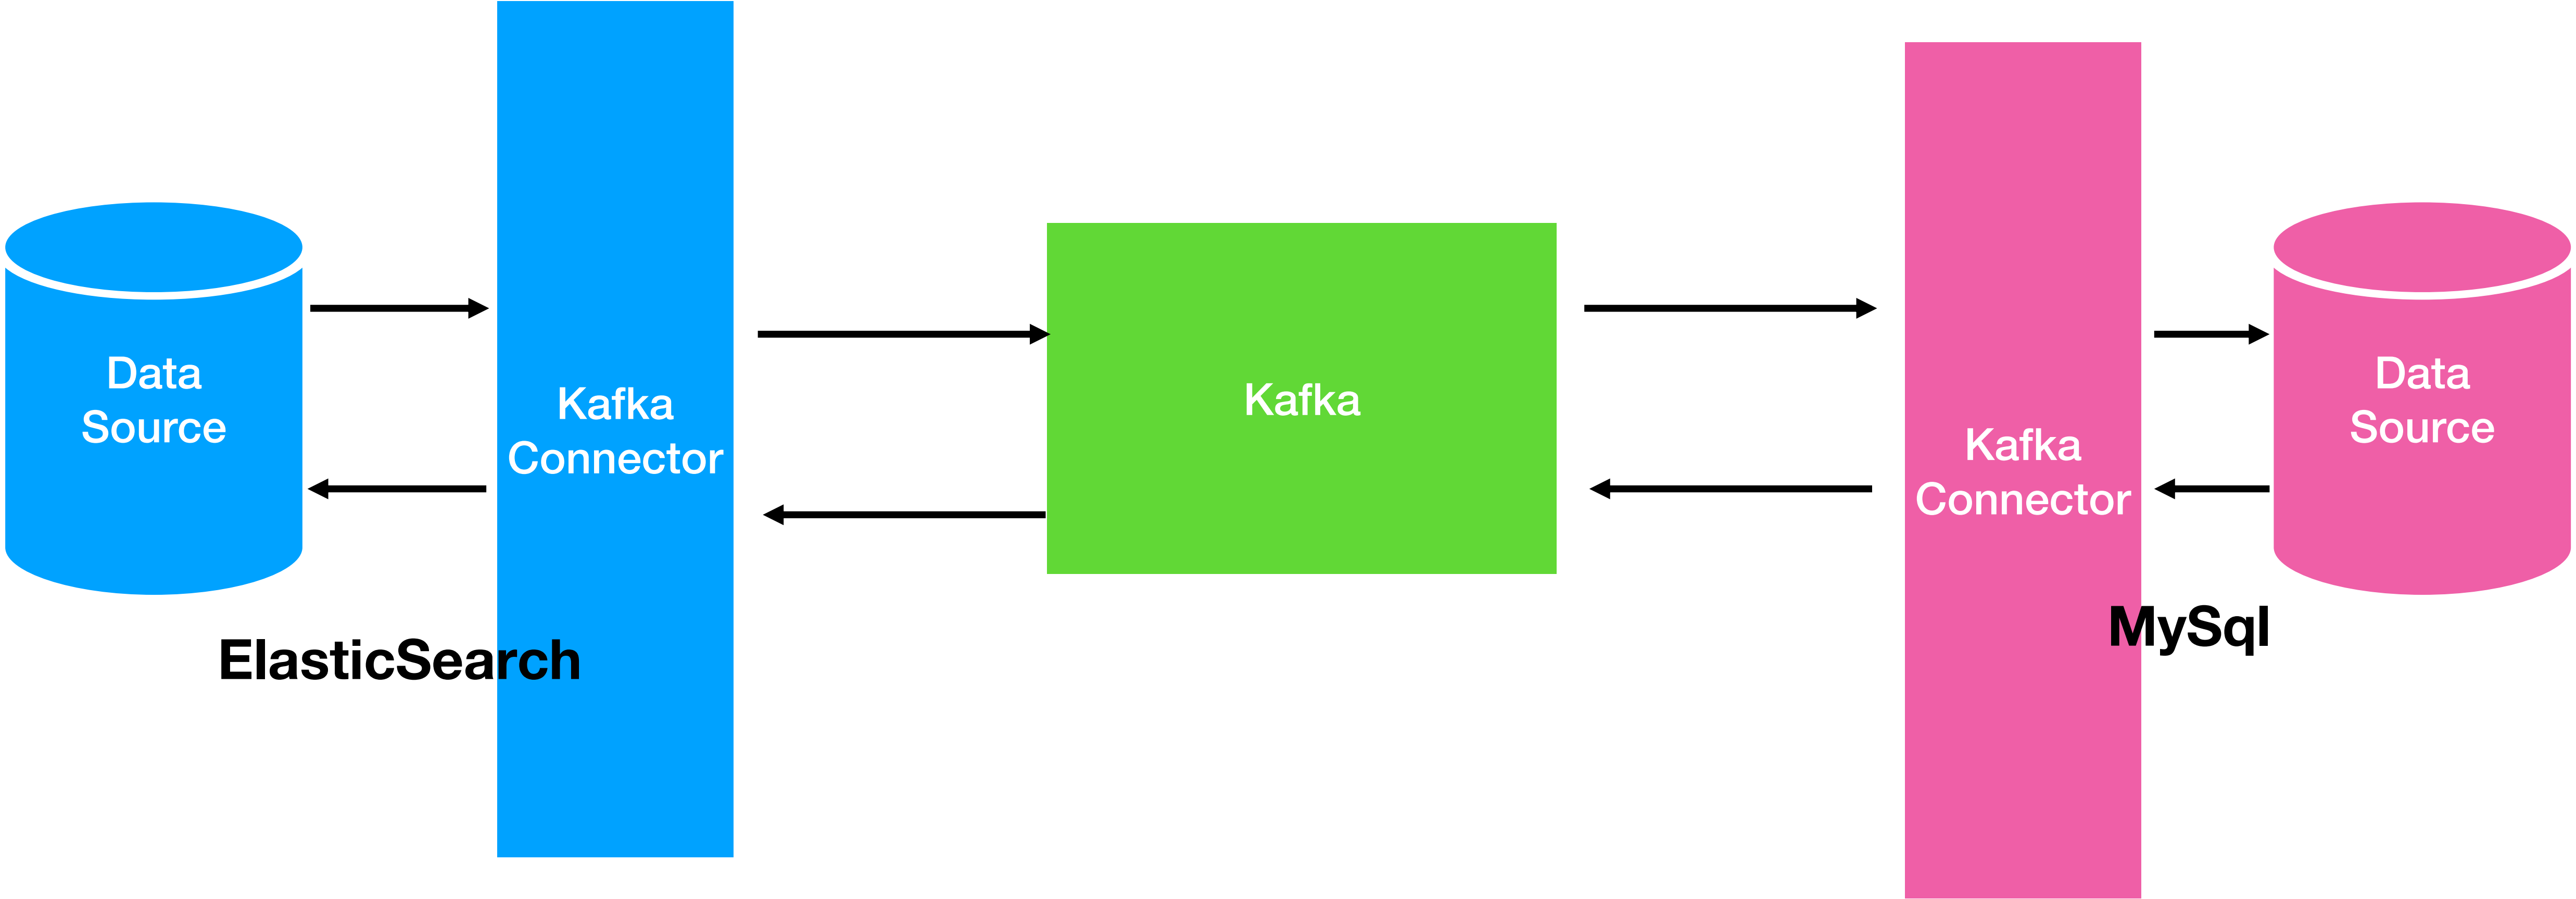 Data
Source
Kafka
Connector
Kafka
Kafka
Connector
Data
Source
ElasticSearch
MySql